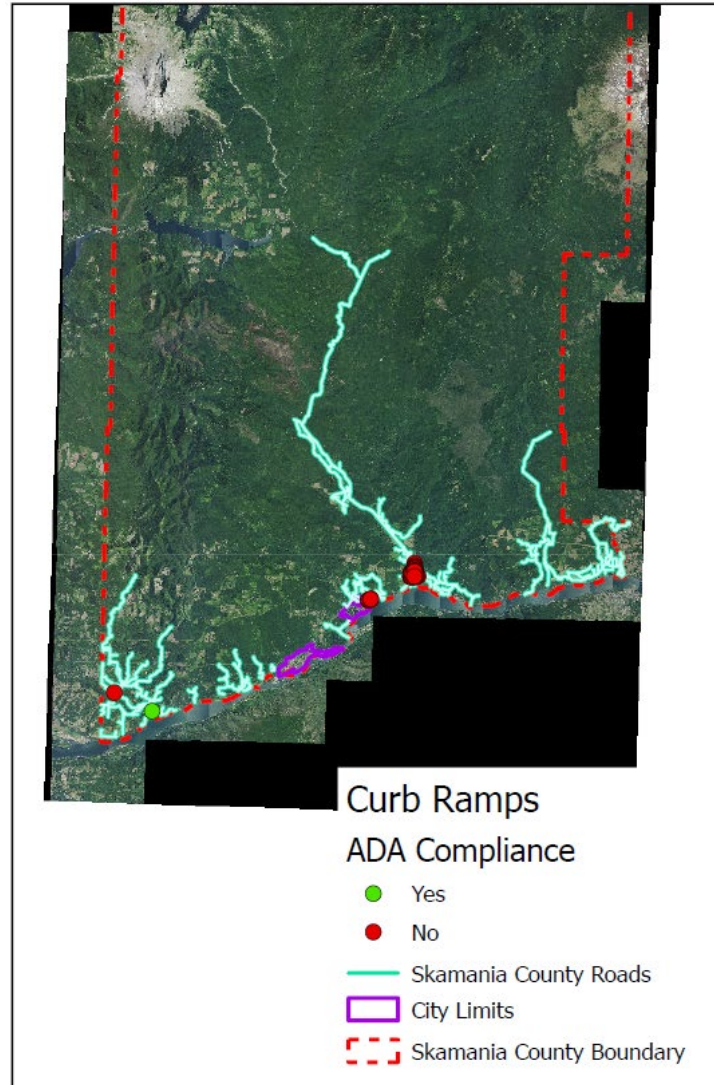 Curb Ramps
ADA Compliance
Yes
No
Skamania County Roads
City Limits
Skamania County Boundary